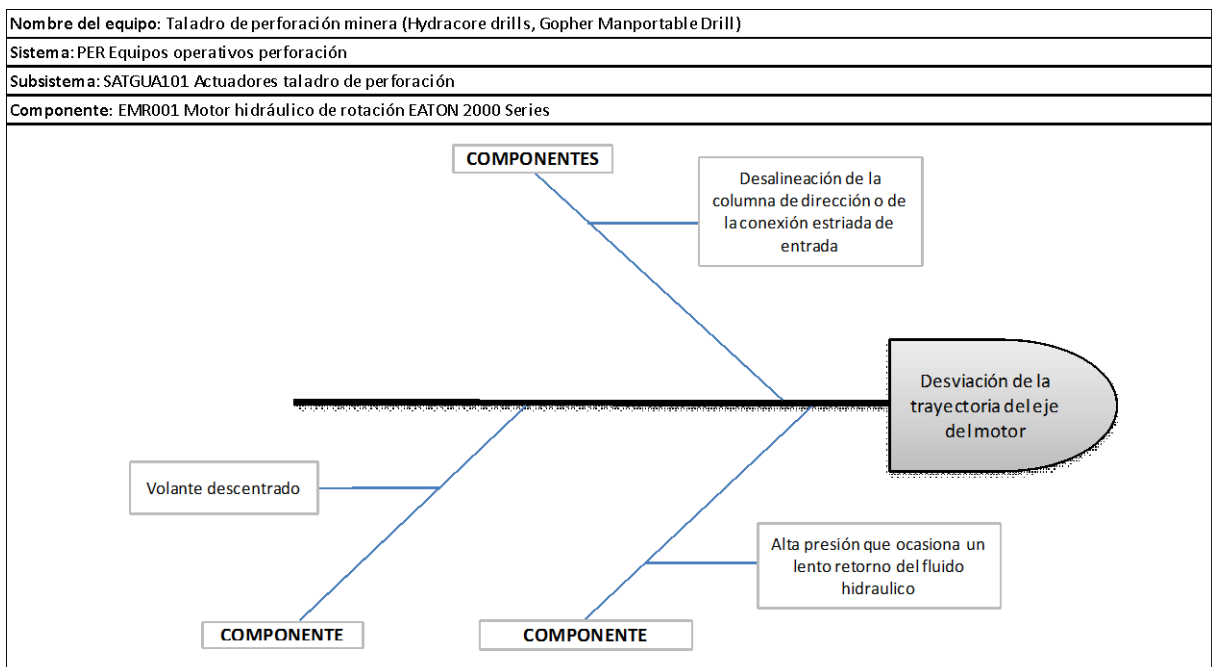 Nombre del equipo: Taladro de perforación minera (Hydracore drills, Gopher Manportable Drill)
Sistema: PER Equipos operativos perforación
Subsistema: SATGUA101 Actuadores taladro de perforación
Componente: EMR001 Motor hidráulico de rotación EATON 2000 Series
COMPONENTES
Desalineación de la
columna de dirección o de
la conexión estriada de
entrada
Desviación de la
trayectoria del eje
del motor
Volante descentrado
Alta presión que ocasiona un
lento retorno del fluido
hidraulico
COMPONENTE
COMPONENTE